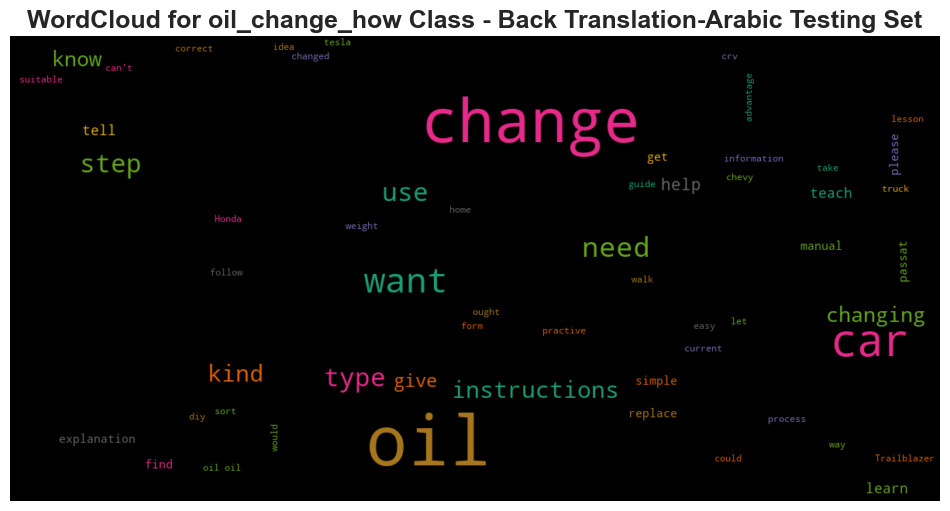 WordCloud for oil_change_how Class - Back Translation-Arabic Testing Set
tesla
correct
idea
changed
know
can't
crv
suitable
advantage
change
lesson
tell
please
step
get
information
take
chevy
guide
help
truck
use
teach
home
Honda
weight
need
manual
passat
want
follow
walk
ought
changing
let
form
practive
easy
car
current
kind
type
give
simple
instructions
sort
diy
replace
oil
process
would
explanation
way
find
oil oil
could
Trailblazer
learn